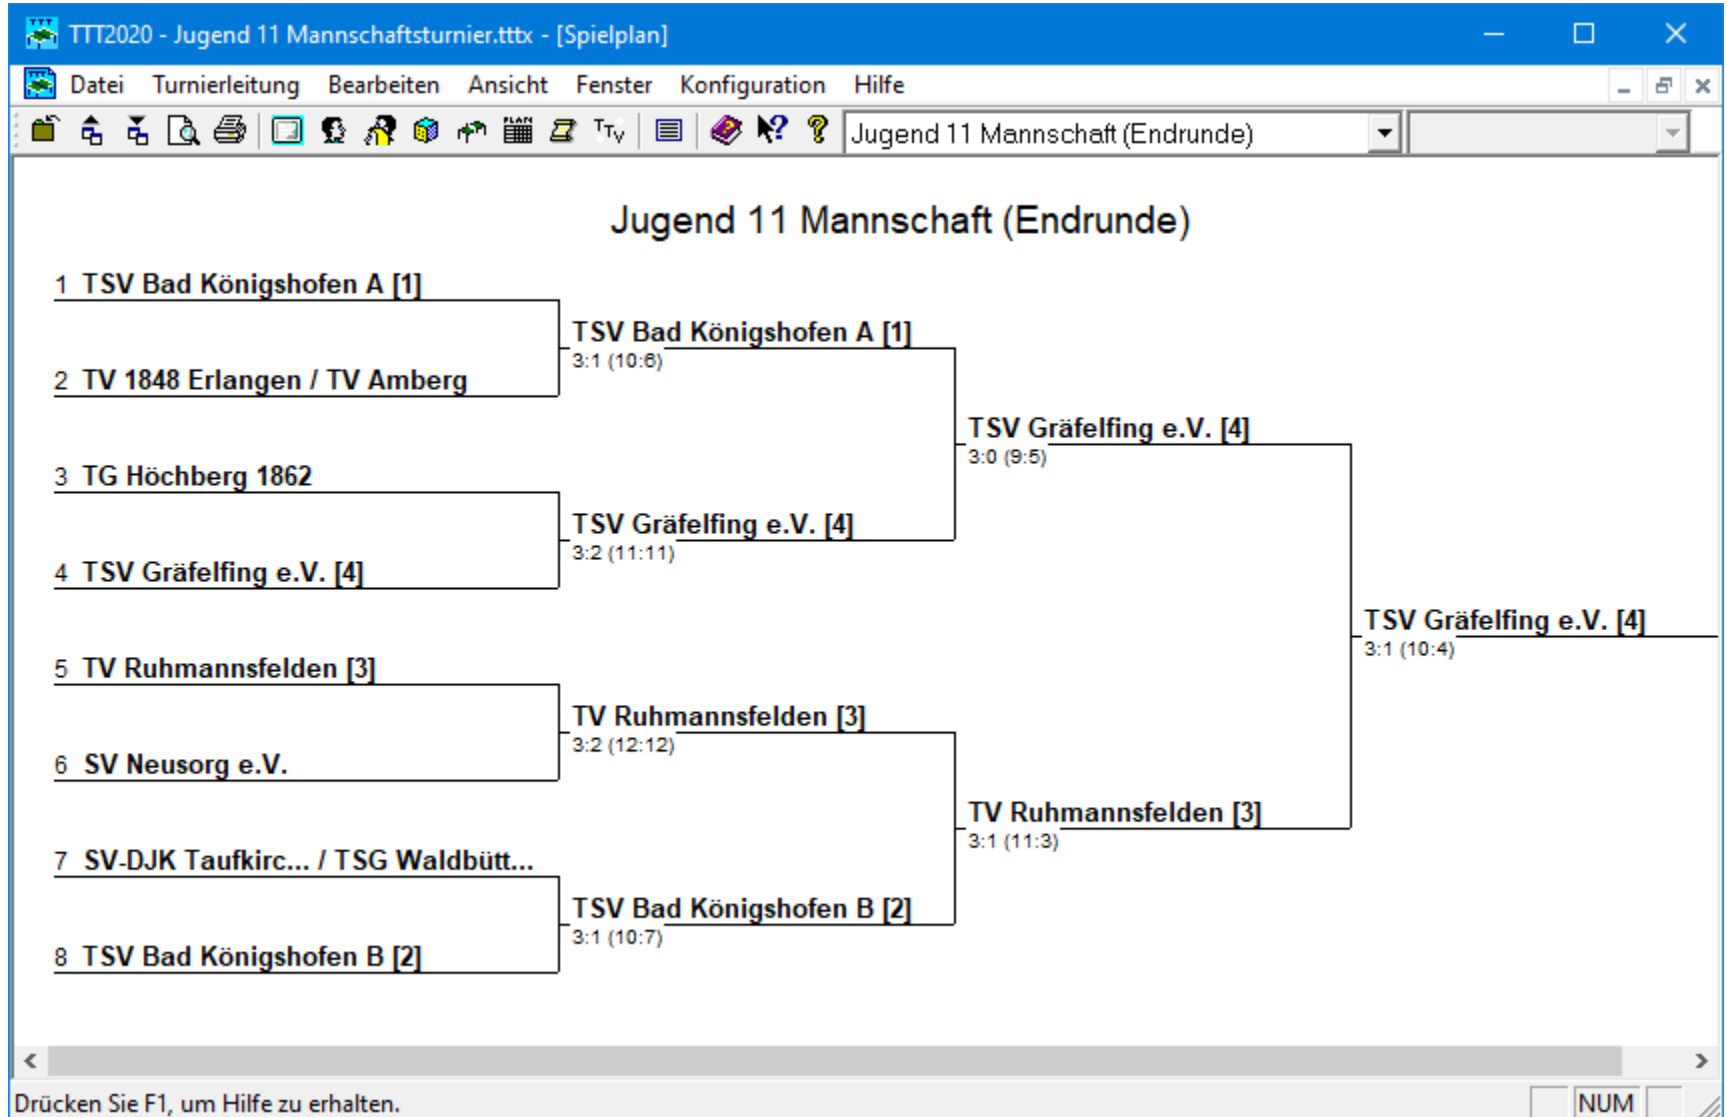 TTT2020 - Jugend 11 Mannschaftsturnier.tttx - [Spielplan]
Datei Turnierleitung Bearbeiten Ansicht Fenster Konfiguration Hilfe
Jugend 11 Mannschaft (Endrunde)
Jugend 11 Mannschaft (Endrunde)
1 TSV Bad Königshofen A [1]
TSV Bad Königshofen A [1]
3:1 (10:6)
2 TV 1848 Erlangen / TV Amberg
TSV Gräfelfing e.V. [4]
3:0 (9:5)
3 TG Höchberg 1862
TSV Gräfelfing e.V. [4]
3:2 (11:11)
4 TSV Gräfelfing e.V. [4]
TSV Gräfelfing e.V. [4]
3:1 (10:4)
5 TV Ruhmannsfelden [3]
TV Ruhmannsfelden [3]
3:2 (12:12)
6 SV Neusorg e.V.
TV Ruhmannsfelden [3]
3:1 (11:3)
7 SV-DJK Taufkirc... / TSG Waldbütt...
TSV Bad Königshofen B [2]
3:1 (10:7)
8 TSV Bad Königshofen B [2]
Drücken Sie F1, um Hilfe zu erhalten.
NUM